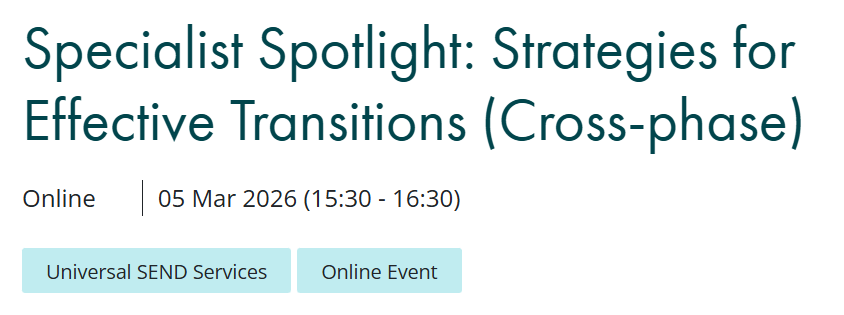 Specialist Spotlight: Strategies for
Effective Transitions (Cross-phase)
Online | 05 Mar 2026 (15:30 - 16:30)
Universal SEND Services Online Event